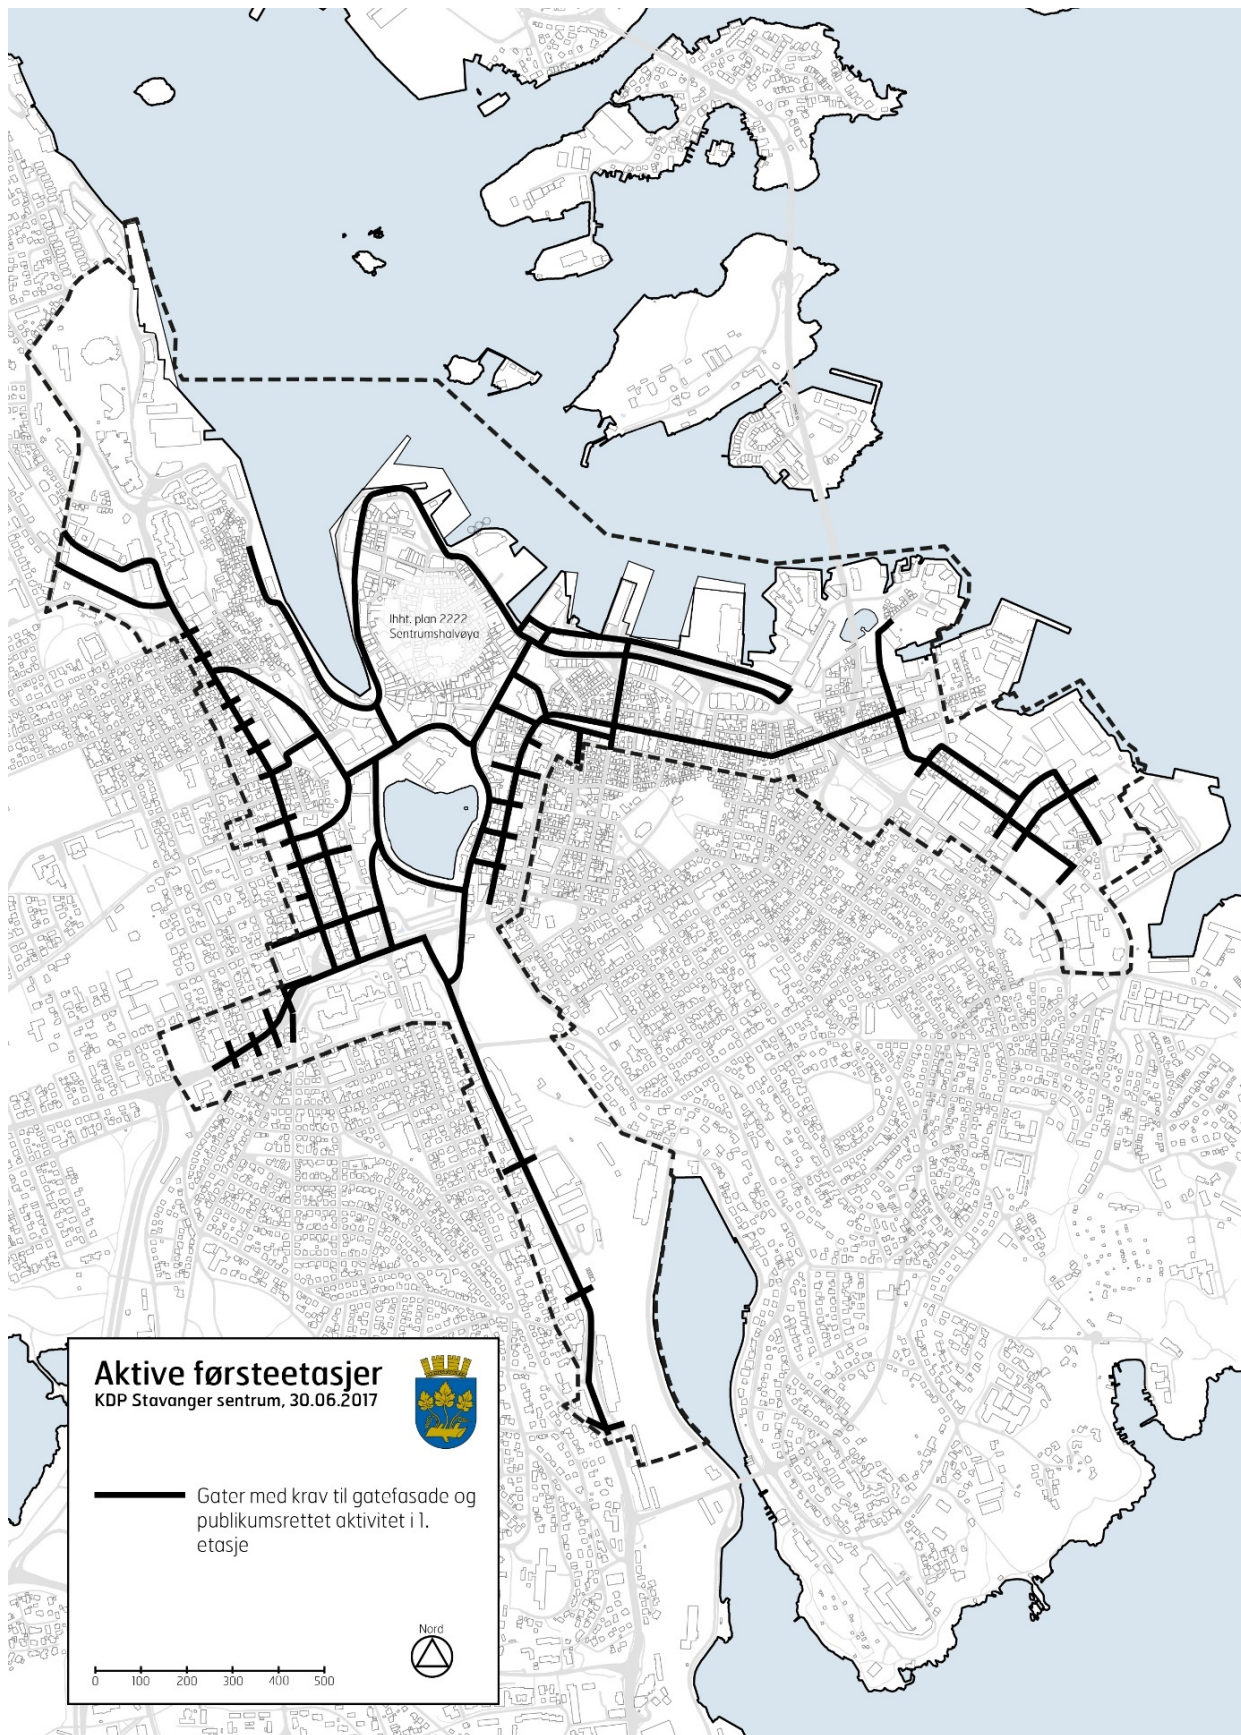 Ihht. plan 2222
Sentrumshalvøya
Aktive førsteetasjer
KDP Stavanger sentrum, 30.06.2017
Gater med krav til gatefasade og
publikumsrettet aktivitet i 1.
etasje
Nord
0 100 200 300 400 500